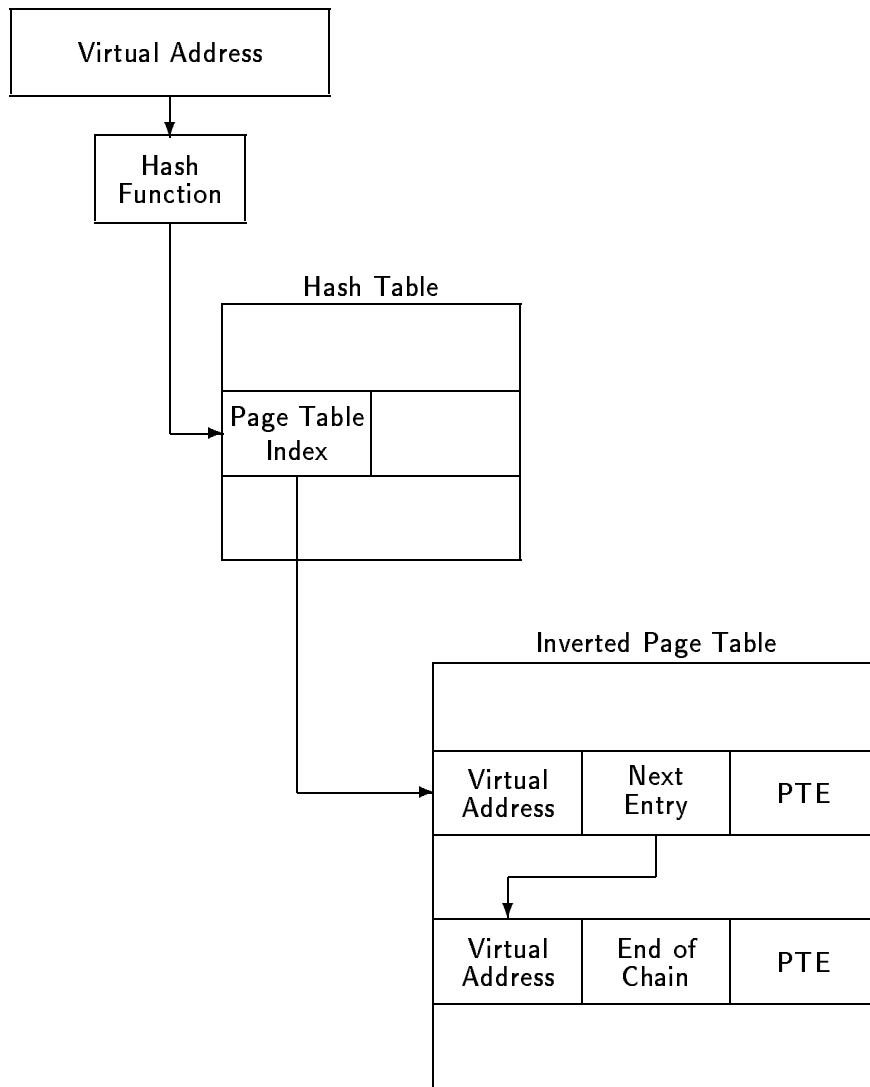 Virtual Address
Hash
Function
Hash Table
Page Table
Index
Inverted Page Table
Virtual
Address
Next
Entry
PTE
Virtual
Address
End of
Chain
PTE